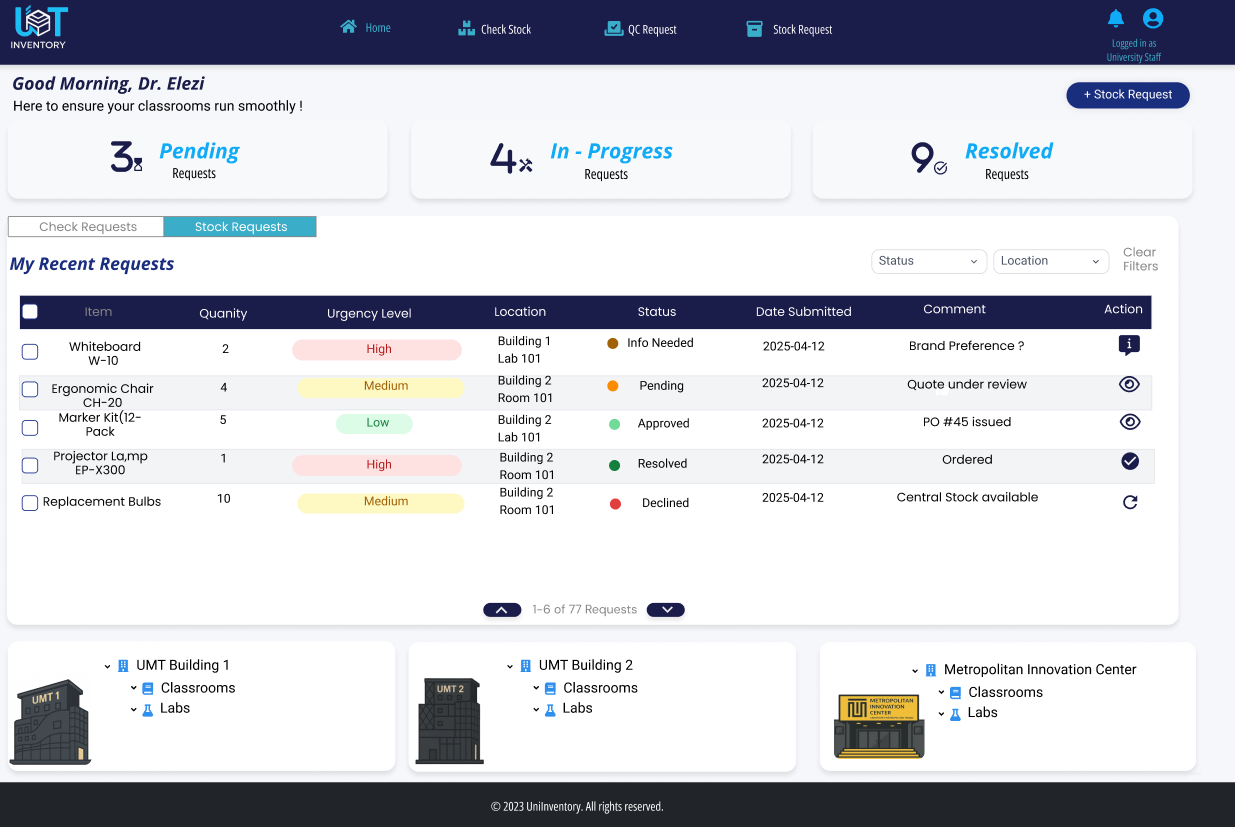 UMT
INVENTORY
Home
Check Stock
QC Request
Stock Request
Logged in as
University Staff
Good Morning, Dr. Elezi
Here to ensure your classrooms run smoothly !
+ Stock Request
3
Pending
Requests
4
In - Progress
Requests
9
Resolved
Requests
Check Requests
Stock Requests
My Recent Requests
Status
Location
Clear
Filters
Item
Quanity
Urgency Level
Location
Status
Date Submitted
Comment
Action
Whiteboard
W-10
2
High
Building 1
Lab 101
Info Needed
2025-04-12
Brand Preference ?
Ergonomic Chair
CH-20
4
Medium
Building 2
Room 101
Pending
2025-04-12
Quote under review
Marker Kit(12-
Pack
5
Low
Building 2
Lab 101
Approved
2025-04-12
PO #45 issued
Projector La,mp
EP-X300
1
High
Building 2
Room 101
Resolved
2025-04-12
Ordered
Replacement Bulbs
10
Medium
Building 2
Room 101
Declined
2025-04-12
Central Stock available
1-6 of 77 Requests
UMT 1
UMT Building 1
Classrooms
Labs
UMT 2
UMT Building 2
Classrooms
Labs
METROPOLITAN
INNOVATION
CENTER
Metropolitan Innovation Center
Classrooms
Labs
© 2023 UniInventory. All rights reserved.